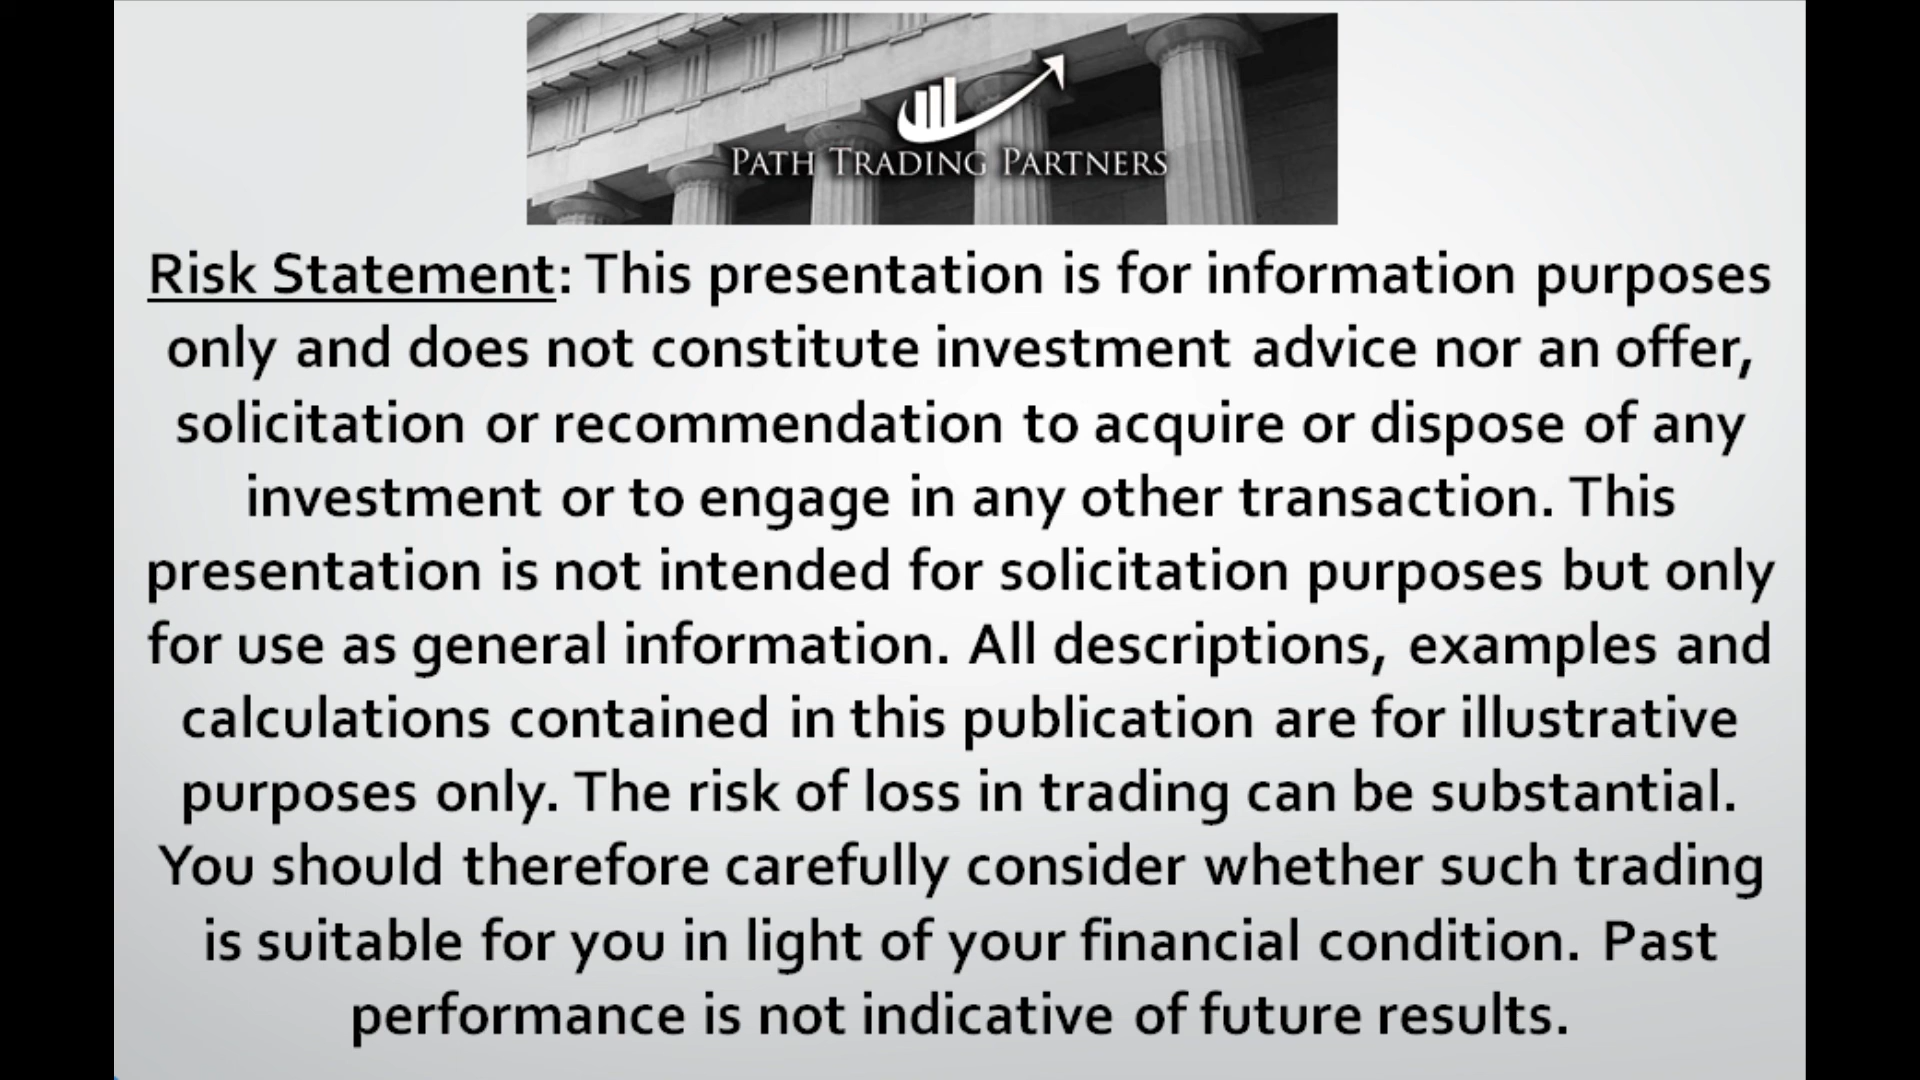 PATH TRADING PARTNERS
Risk Statement: This presentation is for information purposes
only and does not constitute investment advice nor an offer,
solicitation or recommendation to acquire or dispose of any
investment or to engage in any other transaction. This
presentation is not intended for solicitation purposes but only
for use as general information. All descriptions, examples and
calculations contained in this publication are for illustrative
purposes only. The risk of loss in trading can be substantial.
You should therefore carefully consider whether such trading
is suitable for you in light of your financial condition. Past
performance is not indicative of future results.